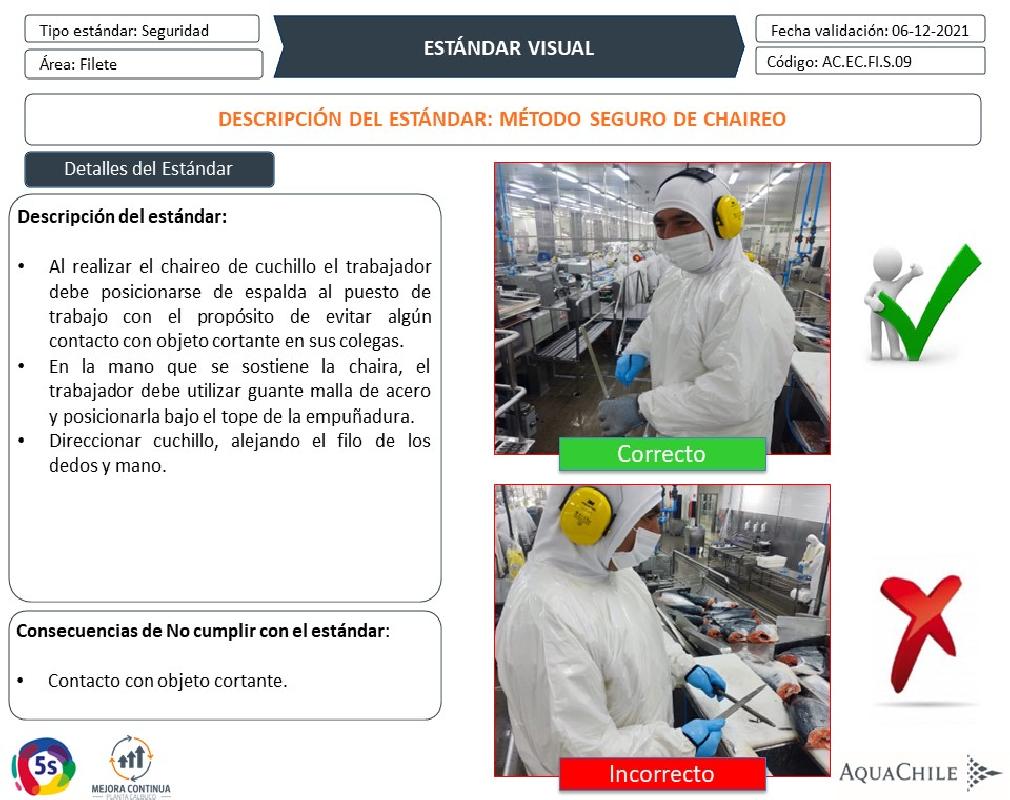 Tipo estándar: Seguridad
Área: Filete
ESTÁNDAR VISUAL
Fecha validación: 06-12-2021
Código: AC.EC.FI.S.09
DESCRIPCIÓN DEL ESTÁNDAR: MÉTODO SEGURO DE CHAIREO
Detalles del Estándar
Descripción del estándar:
• Al realizar el chaireo de cuchillo el trabajador
debe posicionarse de espalda al puesto de
trabajo con el propósito de evitar algún
contacto con objeto cortante en sus colegas.
• En la mano que se sostiene la chaira, el
trabajador debe utilizar guante malla de acero
y posicionarla bajo el tope de la empuñadura.
• Direccionar cuchillo, alejando el filo de los
dedos y mano.
Correcto
Consecuencias de No cumplir con el estándar:
• Contacto con objeto cortante.
Incorrecto
5s
MEJORA CONTINUA
PLANTA CALBUCO
AQUACHILE